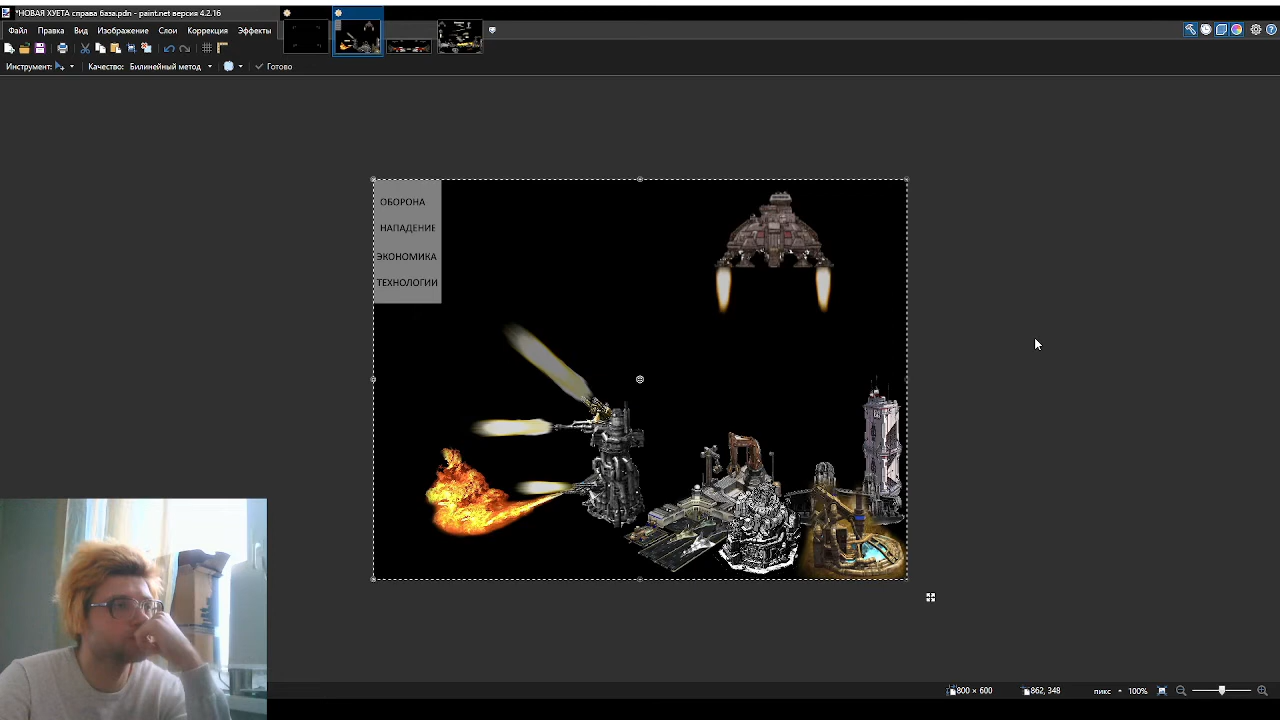 *НОВАЯ ХУЕТА справа база.pdn - paint.net версия 4.2.16
Файл Правка Вид Изображение Слои Коррекция Эффекты
Инструмент: Качество: Билинейный метод Готово
ОБОРОНА
НАПАДЕНИЕ
ЭКОНОМИКА
ТЕХНОЛОГИИ
800 × 600 862, 348 пикс 100%